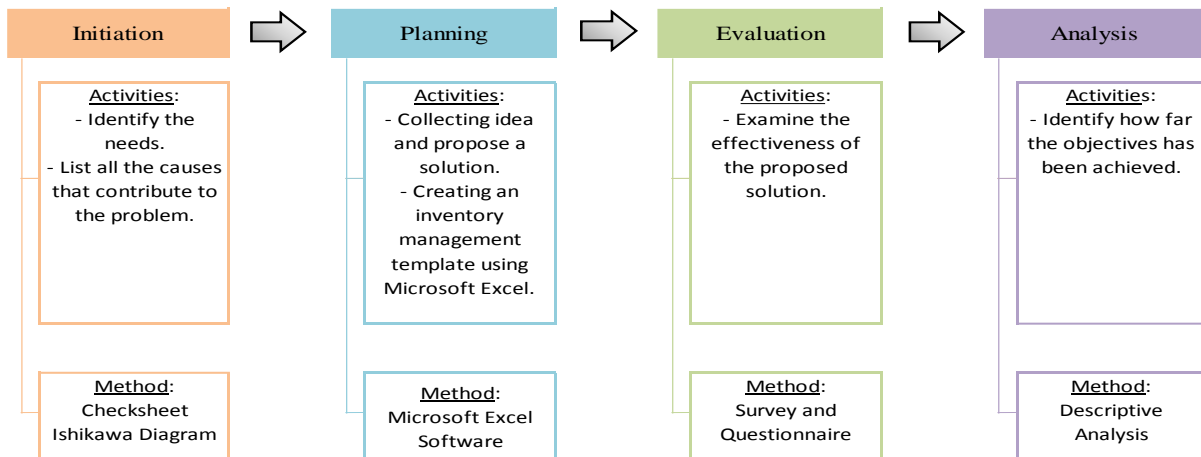 Initiation
Planning
Evaluation
Analysis
Activities:
- Identify the
needs.
- List all the causes
that contribute to
the problem.
Activities:
- Collecting idea
and propose a
solution.
- Creating an
inventory
management
template using
Microsoft Excel.
Activities:
- Examine the
effectiveness of
the proposed
solution.
Activities:
- Identify how far
the objectives has
been achieved.
Method:
Checksheet
Ishikawa Diagram
Method:
Microsoft Excel
Software
Method:
Survey and
Questionnaire
Method:
Descriptive
Analysis